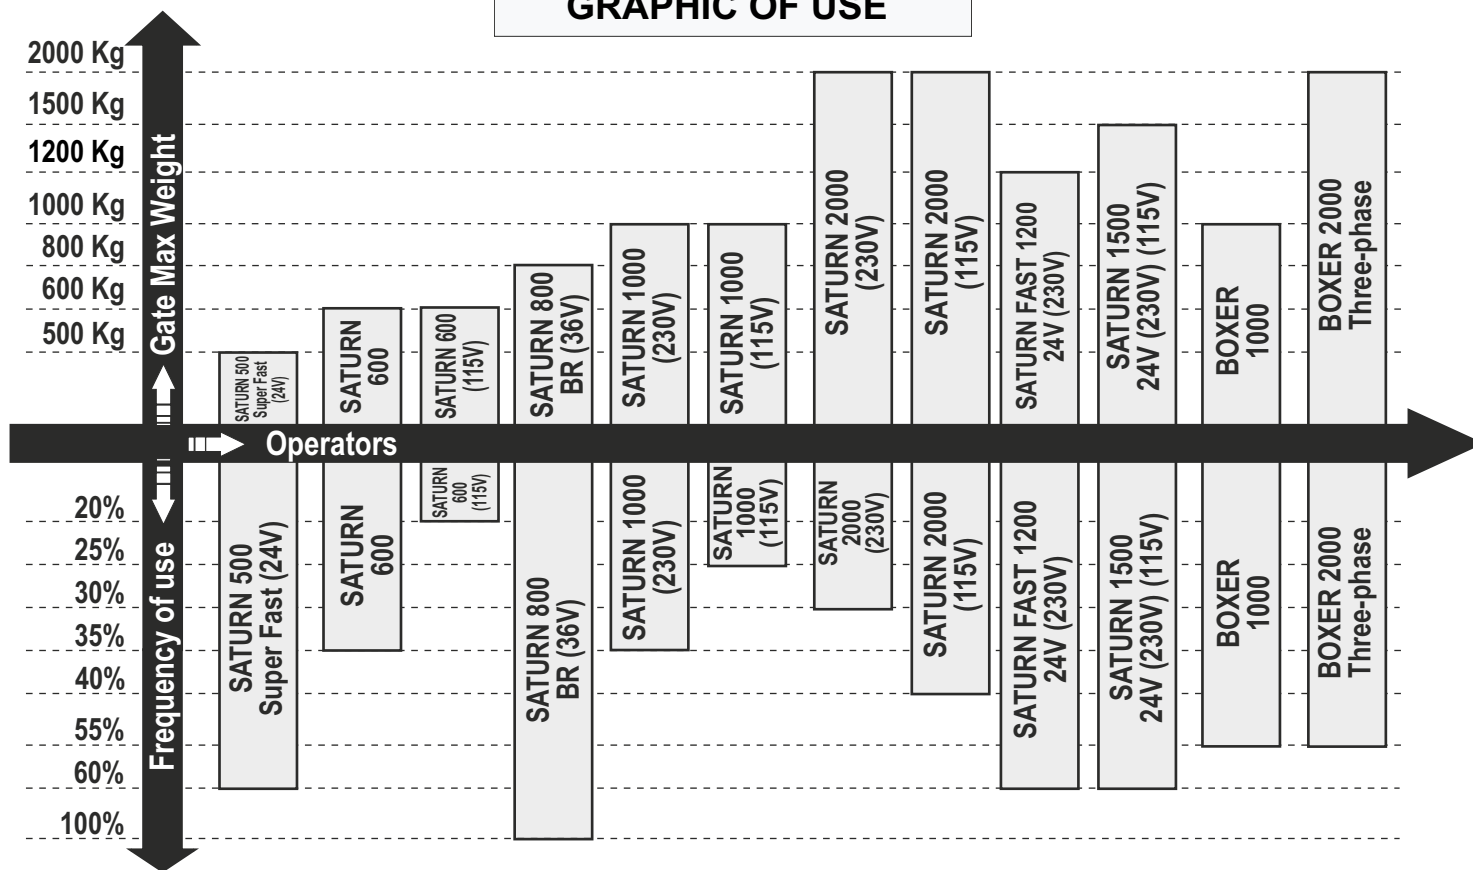 GRAPHIC OF USE
2000 Kg
1500 Kg
1200 Kg
1000 Kg
800 Kg
600 Kg
500 Kg
Gate Max Weight
SATURN 500
Super Fast
(24V)
SATURN
600
SATURN 600
(115V)
SATURN 800
BR (36V)
SATURN 1000
(230V)
SATURN 1000
(115V)
SATURN 2000
(230V)
SATURN 2000
(115V)
SATURN FAST 1200
24V (230V)
SATURN 1500
24V (230V) (115V)
BOXER
1000
BOXER 2000
Three-phase
Operators
20%
25%
30%
35%
40%
55%
60%
100%
Frequency of use
SATURN 500
Super Fast (24V)
SATURN
600
SATURN
600
(115V)
SATURN 800
BR (36V)
SATURN 1000
(230V)
SATURN
1000
(115V)
SATURN
2000
(230V)
SATURN 2000
(115V)
SATURN FAST 1200
24V (230V)
SATURN 1500
24V (230V) (115V)
BOXER
1000
BOXER 2000
Three-phase